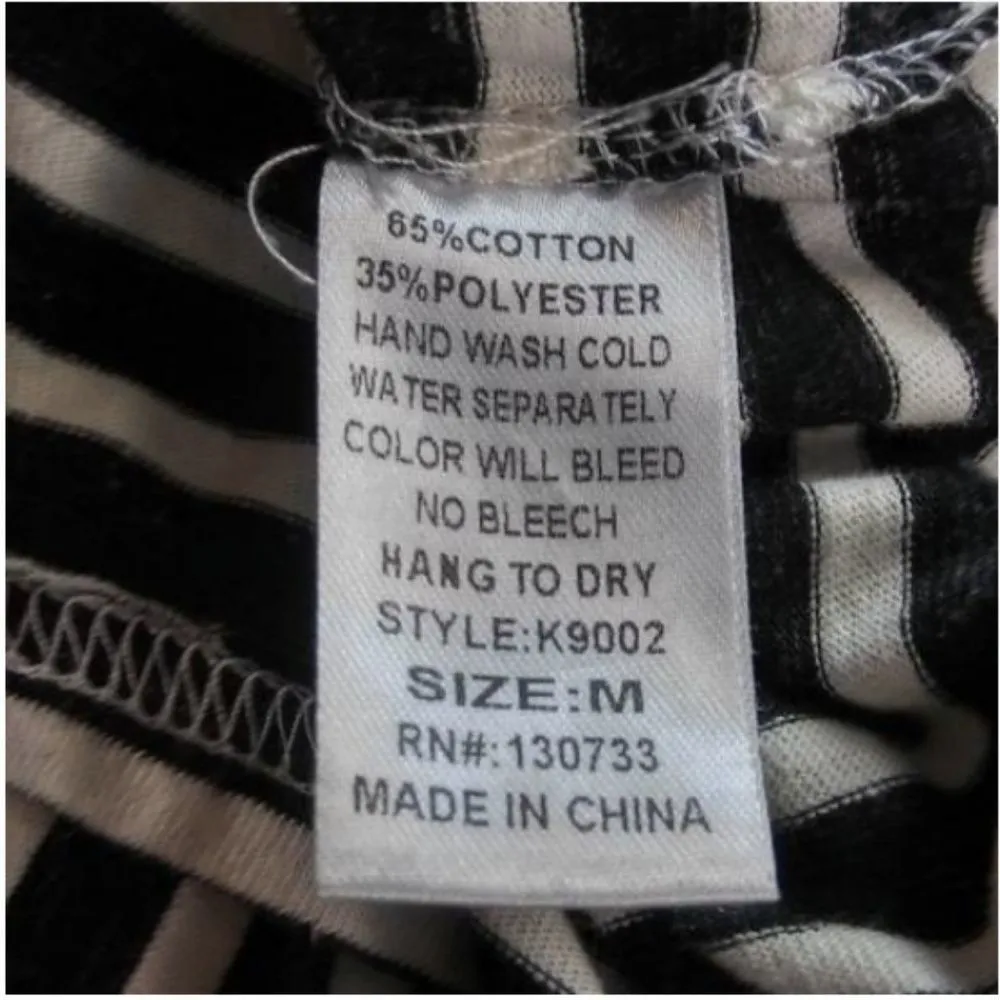 65%COTTON
35%POLYESTER
HAND WASH COLD
WATER SEPARATELY
COLOR WILL BLEED
NO BLEECH
HANG TO DRY
STYLE:K9002
SIZE:M
RN#:130733
MADE IN CHINA